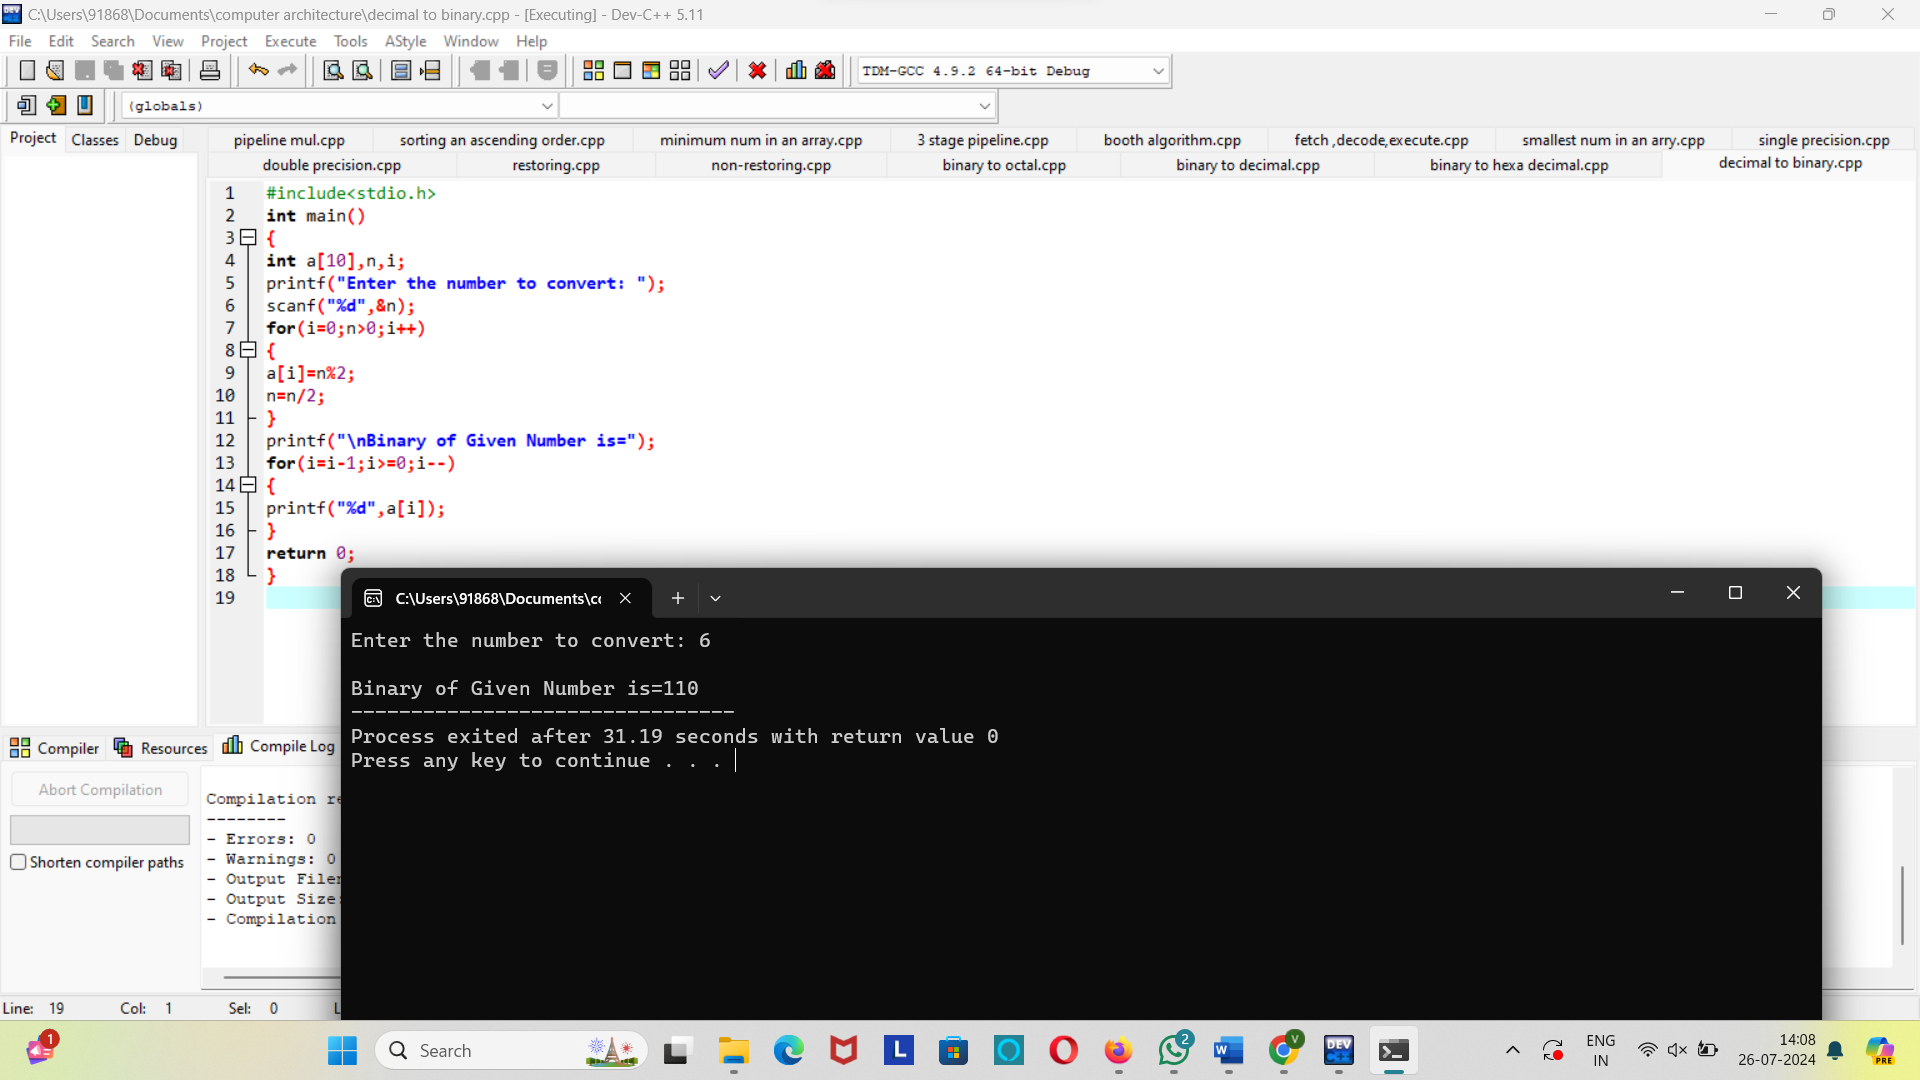 C:\Users\91868\Documents\computer architecture\decimal to binary.cpp - [Executing] - Dev-C++ 5.11
File Edit Search View Project Execute Tools AStyle Window Help
TDM-GCC 4.9.2 64-bit Debug
(globals)
Project Classes Debug
pipeline mul.cpp sorting an ascending order.cpp minimum num in an array.cpp 3 stage pipeline.cpp booth algorithm.cpp fetch ,decode,execute.cpp smallest num in an arry.cpp single precision.cpp
double precision.cpp restoring.cpp non-restoring.cpp binary to octal.cpp binary to decimal.cpp binary to hexa decimal.cpp decimal to binary.cpp
1 #include<stdio.h>
2 int main()
3 {
4 int a[10],n,i;
5 printf("Enter the number to convert: ");
6 scanf("%d",&n);
7 for(i=0;n>0;i++)
8 {
9 a[i]=n%2;
10 n=n/2;
11 }
12 printf("\nBinary of Given Number is=");
13 for(i=i-1;i>=0;i--)
14 {
15 printf("%d",a[i]);
16 }
17 return 0;
18 }
19
C:\Users\91868\Documents\cc
Enter the number to convert: 6
Binary of Given Number is=110
--------------------------------
Process exited after 31.19 seconds with return value 0
Press any key to continue . . .
Compiler Resources Compile Log
Abort Compilation
Shorten compiler paths
Compilation re
--------
- Errors: 0
- Warnings: 0
- Output File
- Output Size
- Compilation
Line: 19 Col: 1 Sel: 0 L
1
Search
L
2
W
V
DEV C++
ENG
IN
14:08
26-07-2024
PRE